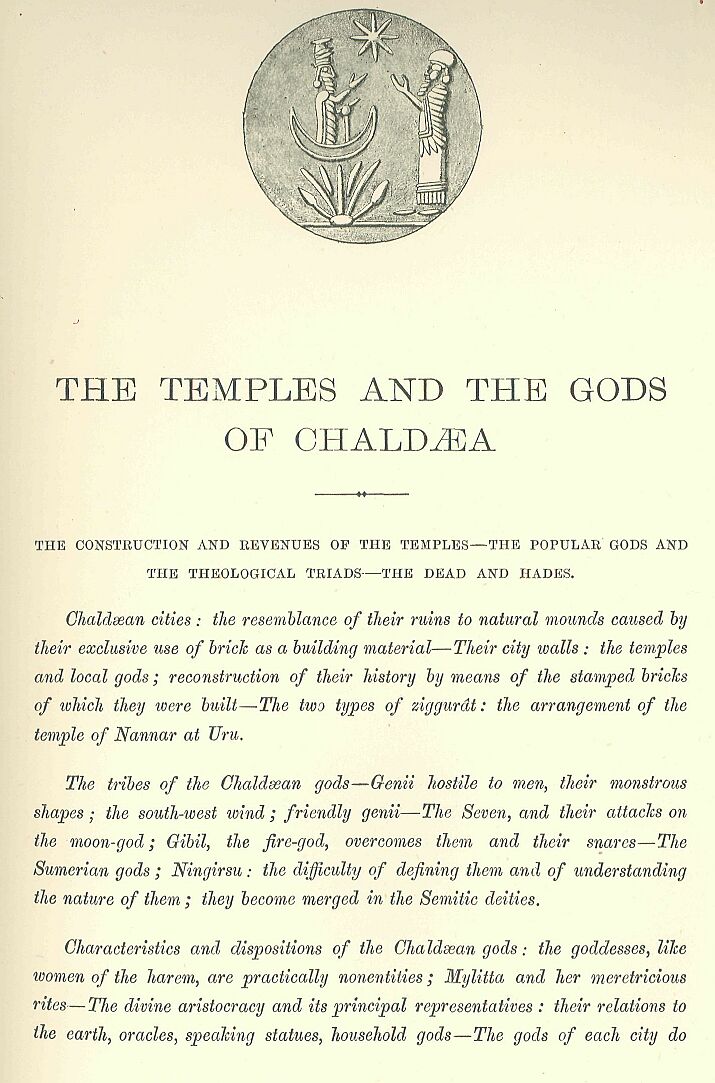 THE TEMPLES AND THE GODS
OF CHALDÆA
THE CONSTRUCTION AND REVENUES OF THE TEMPLES—THE POPULAR GODS AND
THE THEOLOGICAL TRIADS—THE DEAD AND HADES.
Chaldæan cities : the resemblance of their ruins to natural mounds caused by
their exclusive use of brick as a building material—Their city walls : the temples
and local gods ; reconstruction of their history by means of the stamped bricks
of which they were built—The two types of ziggurât : the arrangement of the
temple of Nannar at Uru.
The tribes of the Chaldæan gods—Genii hostile to men, their monstrous
shapes ; the south-west wind ; friendly genii—The Seven, and their attacks on
the moon-god ; Gibil, the fire-god, overcomes them and their snares—The
Sumerian gods ; Ningirsu : the difficulty of defining them and of understanding
the nature of them ; they become merged in the Semitic deities.
Characteristics and dispositions of the Chaldæan gods : the goddesses, like
women of the harem, are practically nonentities ; Mylitta and her meretricious
rites—The divine aristocracy and its principal representatives : their relations to
the earth, oracles, speaking statues, household gods—The gods of each city do